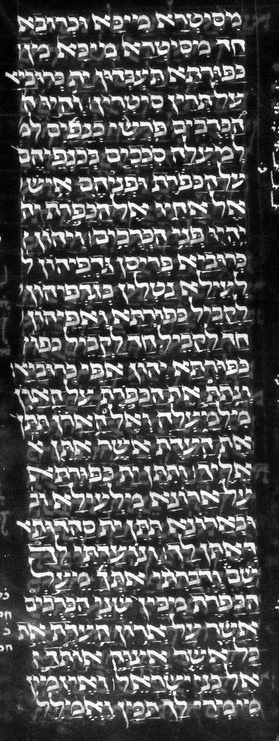 מסיטרא מיכא וכרובא
חד מסיטרא מיכא מן
כפורתא תעבדון ית כרוביא
על תרין סיטרוהי והיו ה
הכרבים פרשי כנפים למ
למעלה סככים בכנפיהם
על הכפרת ופניהם איש
אל אחיו אל הכפרת יה
יהיו פני הכרבים ויהון
כרוביא פריסן גדפיהון ל
לעילא מטלין בגדפיהון
לקביל כפורתא ואפיהון
חד לקביל חד לקביל כפו
כפורתא יהון אפי כרוביא
ונתת את הכפרת על הארן
מלמעלה ואל הארן תתן
את העדת אשר אתן א
אליך ותתן ית כפורתא
על ארונא מלעילא וב
ובארונא תתן ית סהדותא
דאתן לך ונועדתי לך
שם ודברתי אתך מעל
הכפרת מבין שני הכרבים
אשר על ארון העדת את
כל אשר אצוה אותך
אל בני ישראל ואזמין
מימרי לך תמן ואמליל